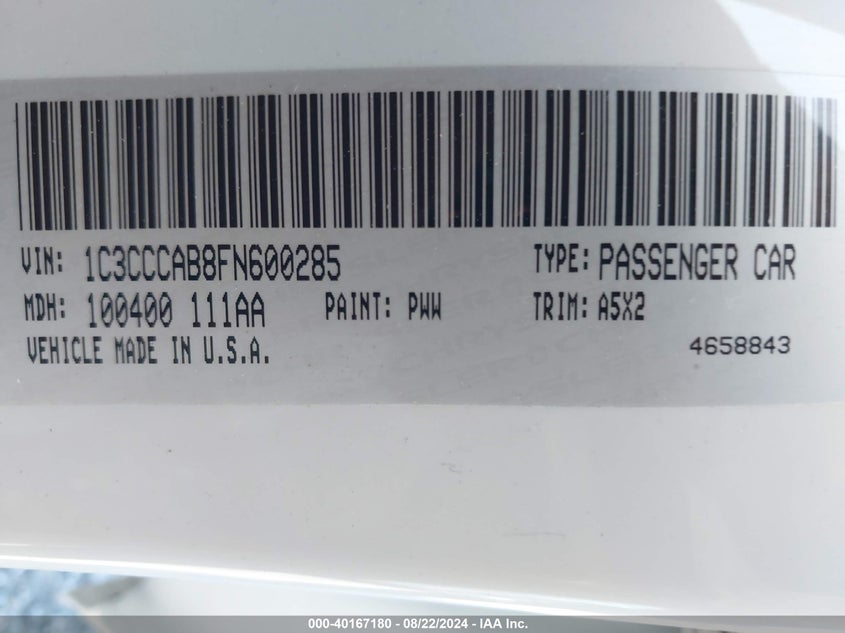 VIN: 1C3CCCAB8FN600285 TYPE: PASSENGER CAR
MDH: 100400 111AA PAINT: PWW TRIM: A5X2
VEHICLE MADE IN U.S.A. 4658843
000-40167180 - 08/22/2024 - IAA Inc.